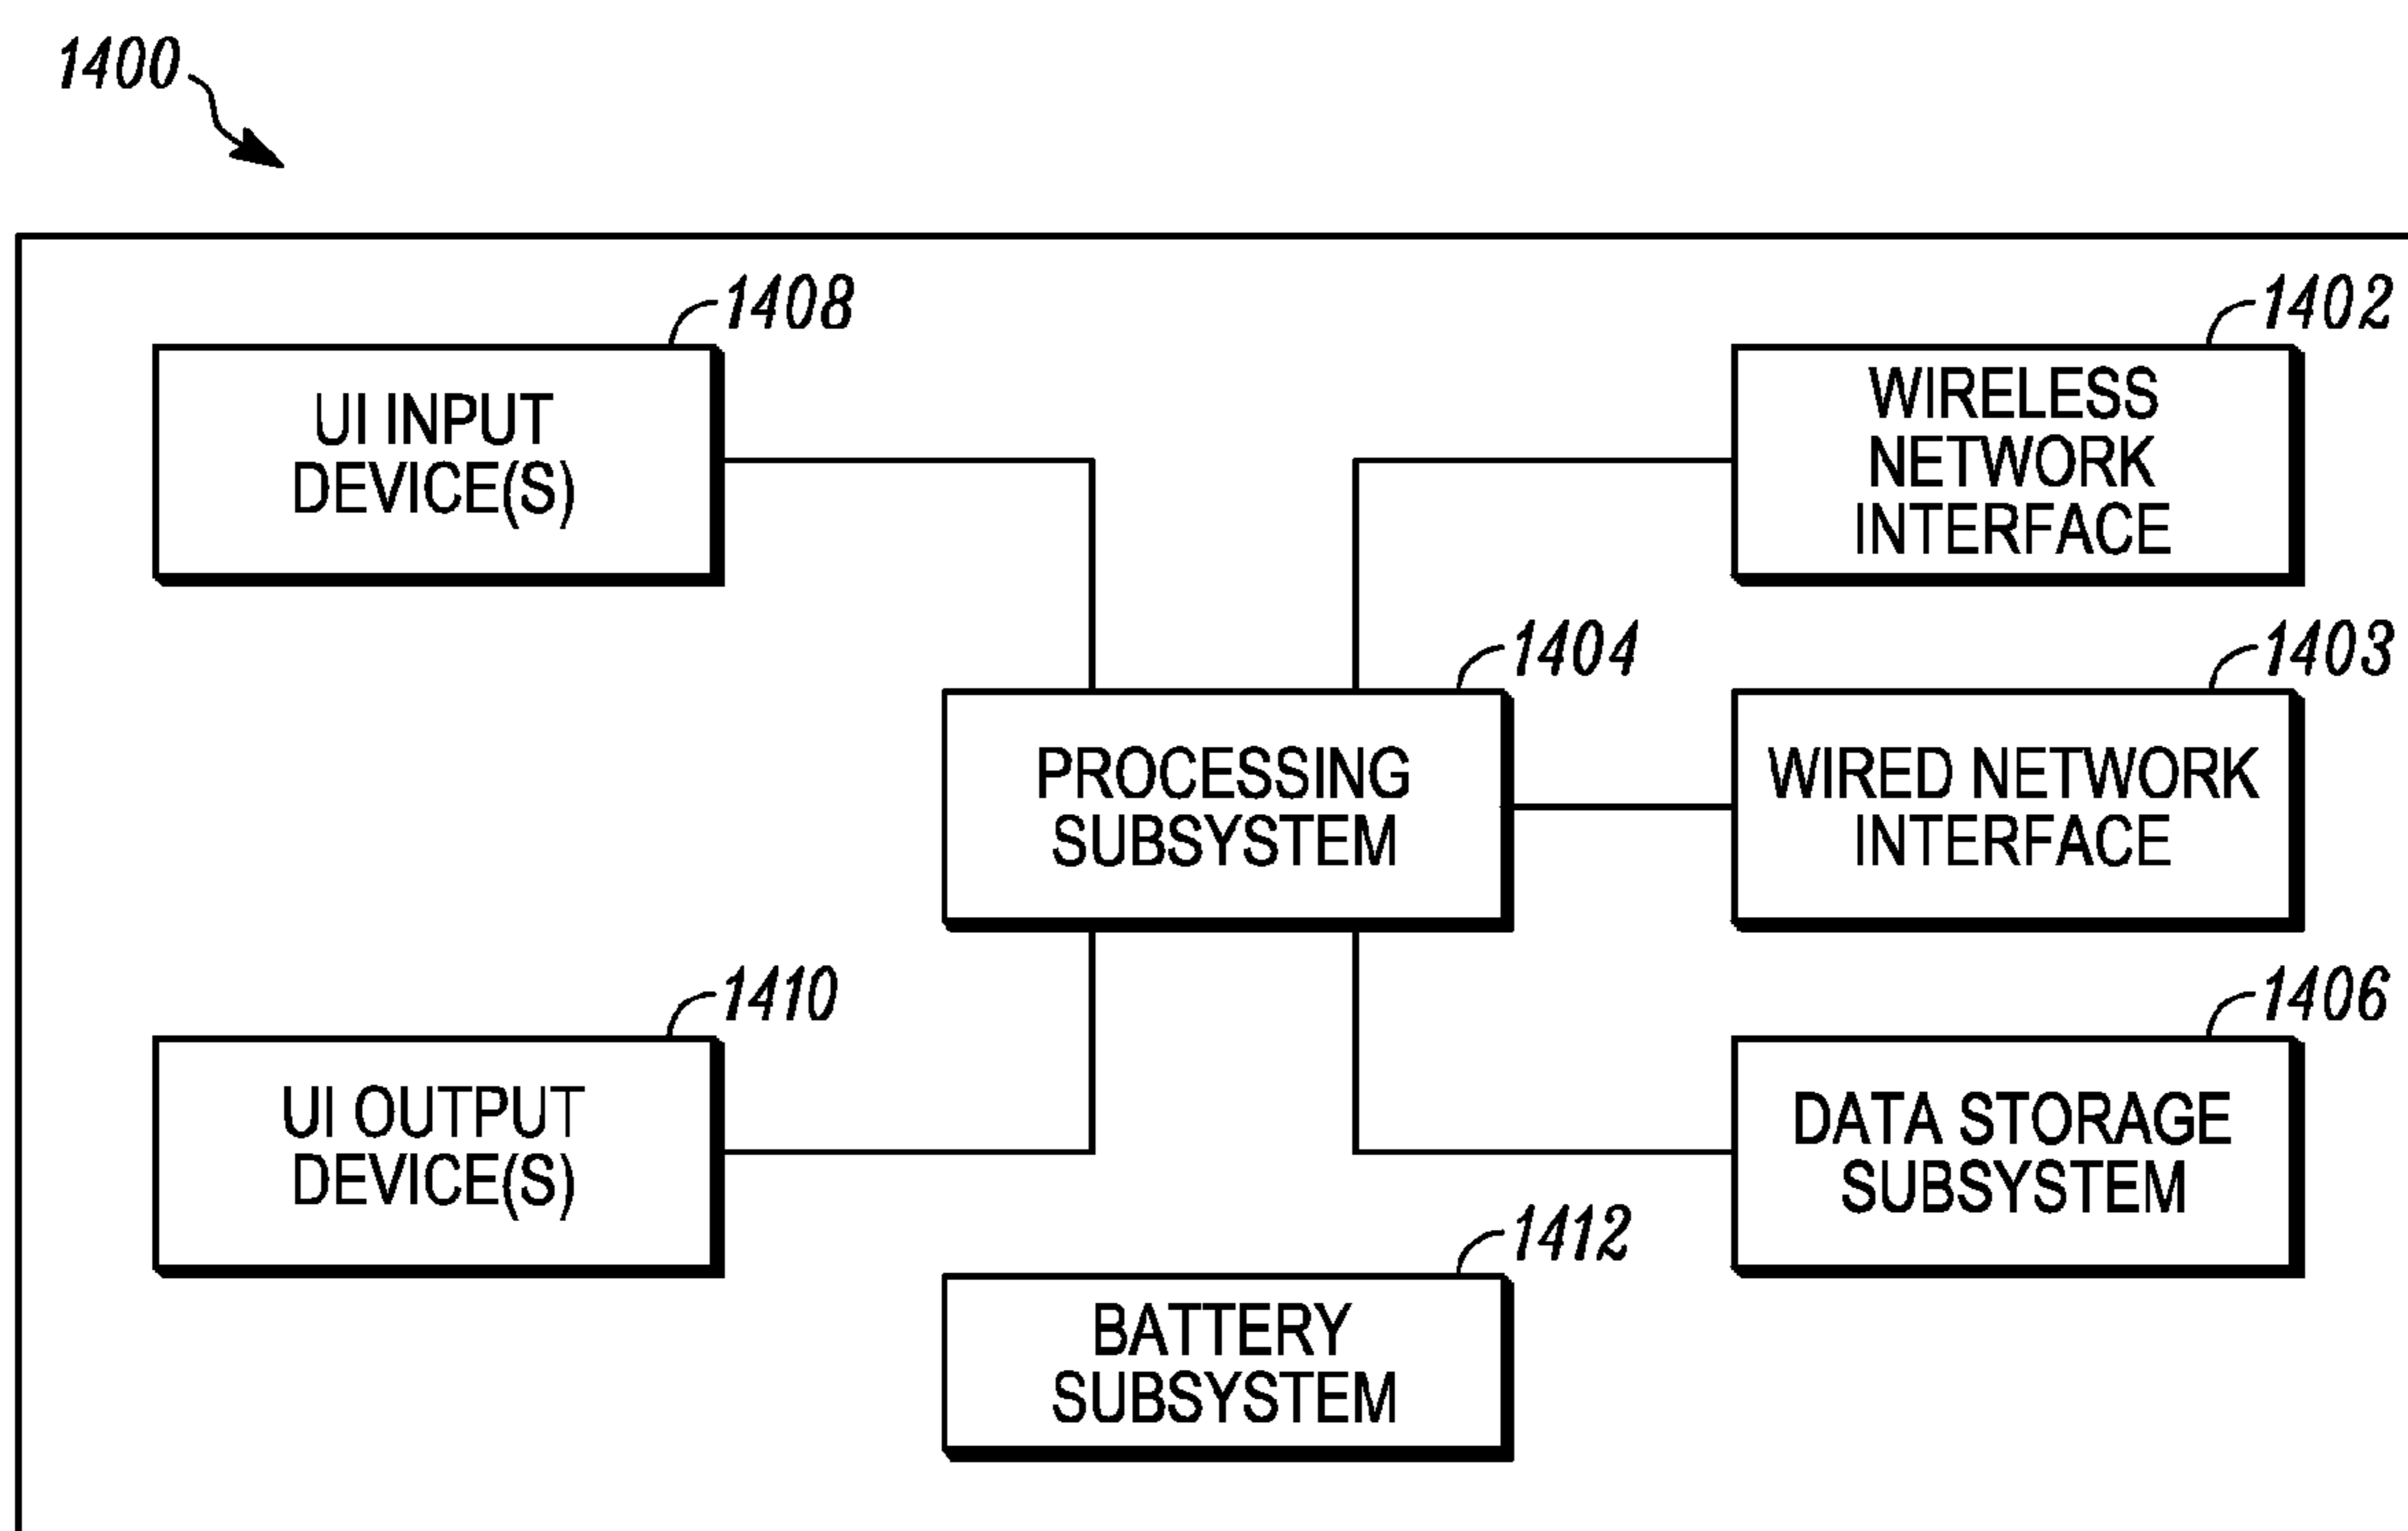 1400
1408
UI INPUT
DEVICE(S)
1402
WIRELESS
NETWORK
INTERFACE
1404
PROCESSING
SUBSYSTEM
1403
WIRED NETWORK
INTERFACE
1410
UI OUTPUT
DEVICE(S)
1406
DATA STORAGE
SUBSYSTEM
1412
BATTERY
SUBSYSTEM